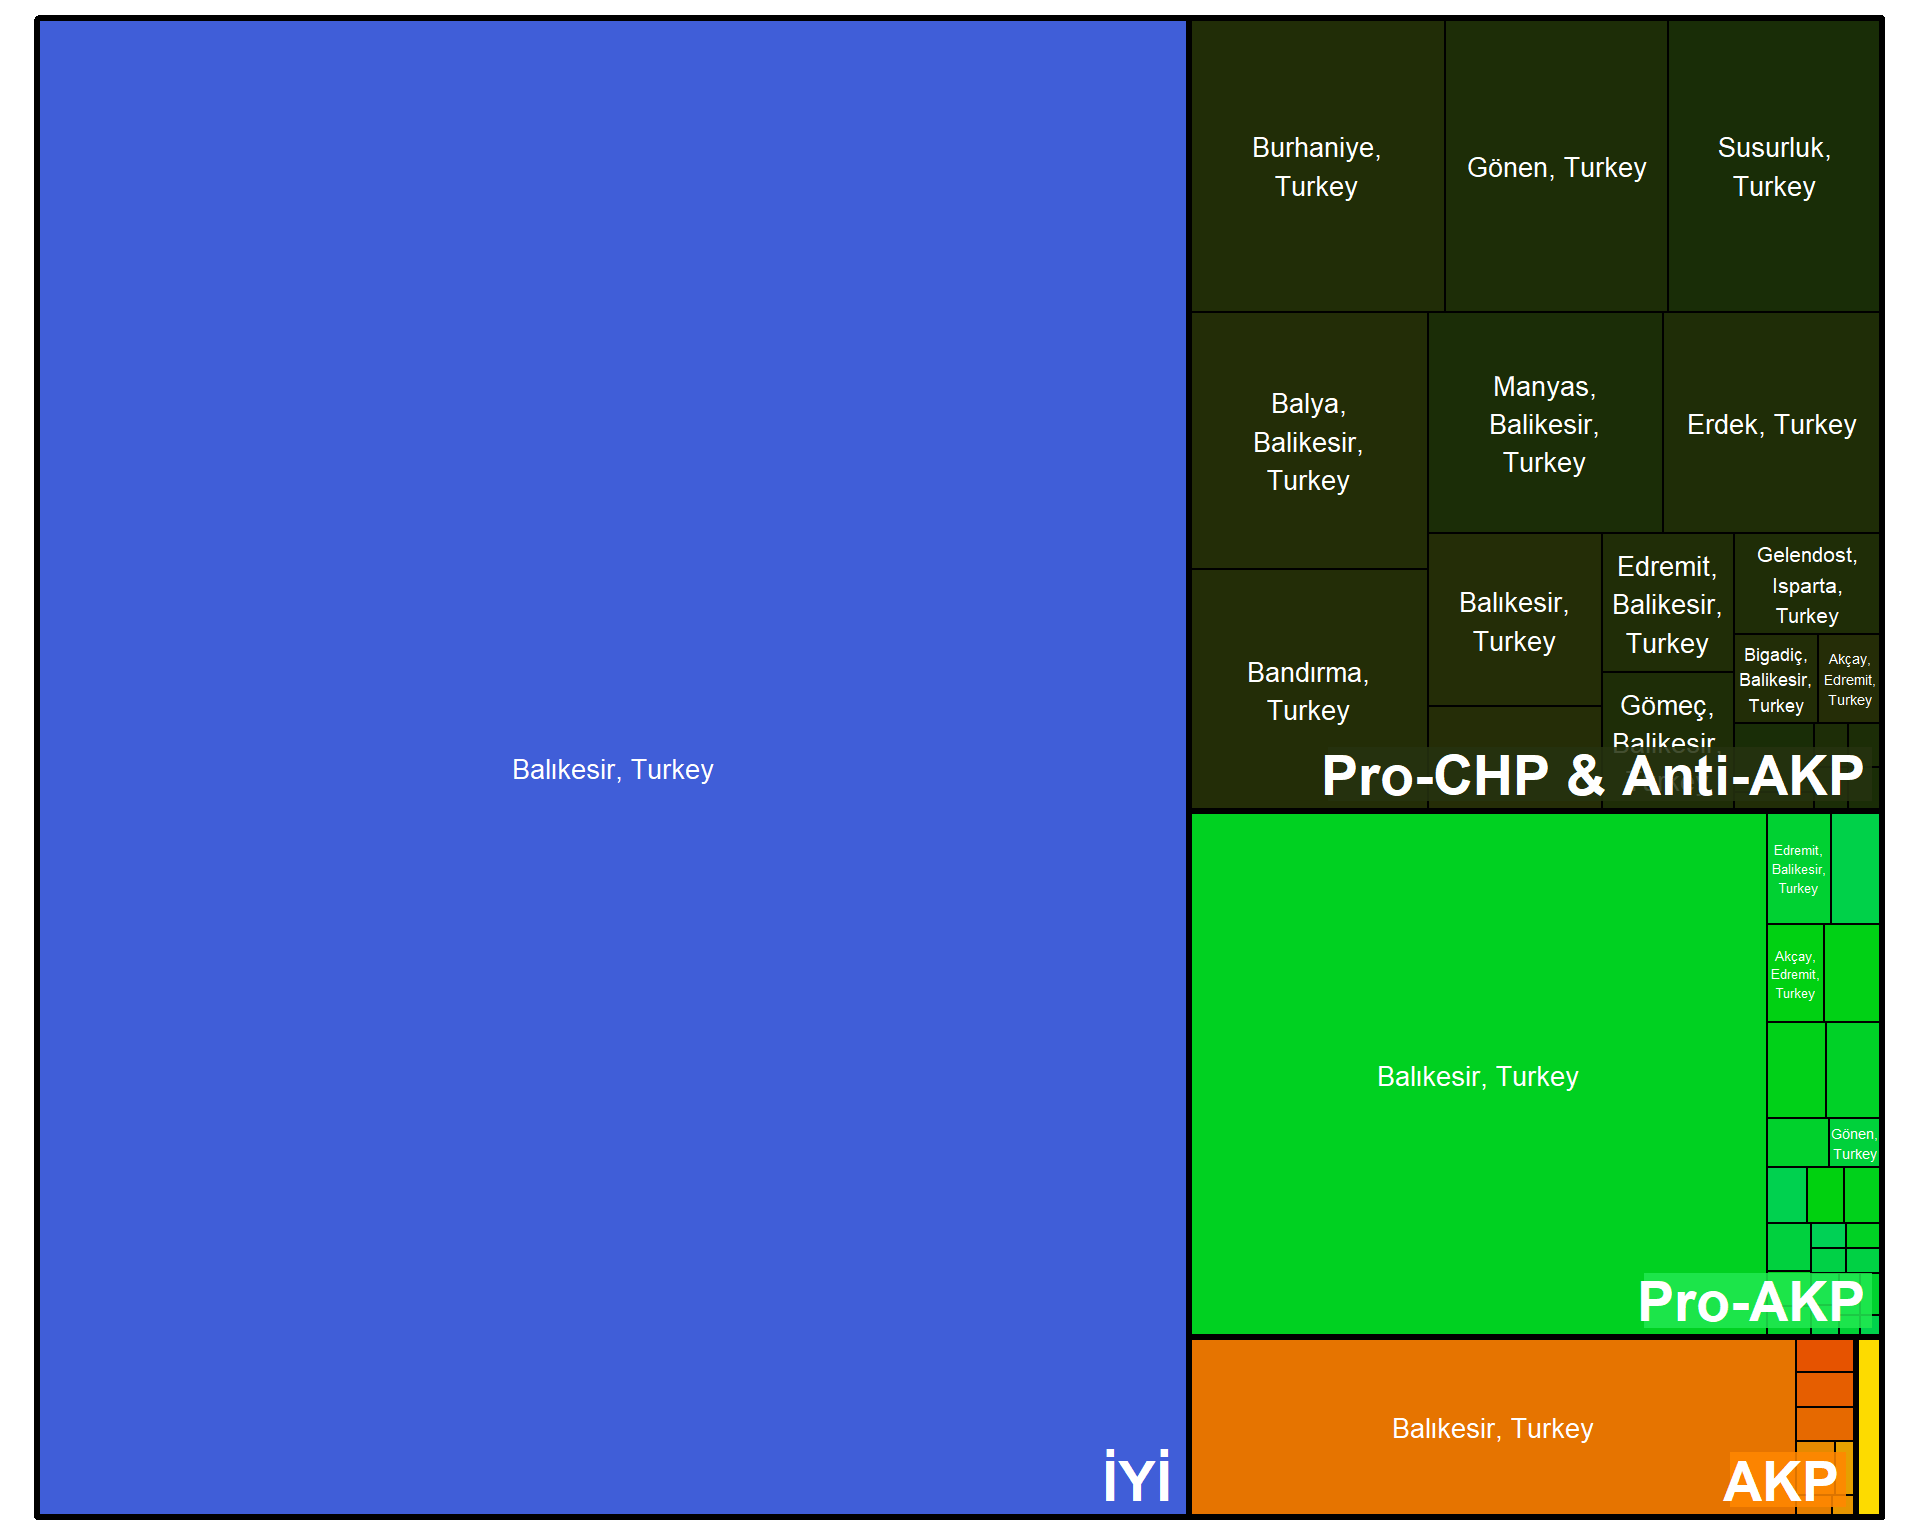 Balıkesir, Turkey
İYİ
Burhaniye,
Turkey
Gönen, Turkey
Susurluk,
Turkey
Balya,
Balikesir,
Turkey
Manyas,
Balikesir,
Turkey
Erdek, Turkey
Bandırma,
Turkey
Balıkesir,
Turkey
Edremit,
Balikesir,
Turkey
Gömeç,
Balikesir,
Turkey
Gelendost,
Isparta,
Turkey
Bigadiç,
Balikesir,
Turkey
Akçay,
Edremit,
Turkey
Pro-CHP & Anti-AKP
Balıkesir, Turkey
Edremit,
Balikesir,
Turkey
Akçay,
Edremit,
Turkey
Gönen,
Turkey
Pro-AKP
Balıkesir, Turkey
AKP